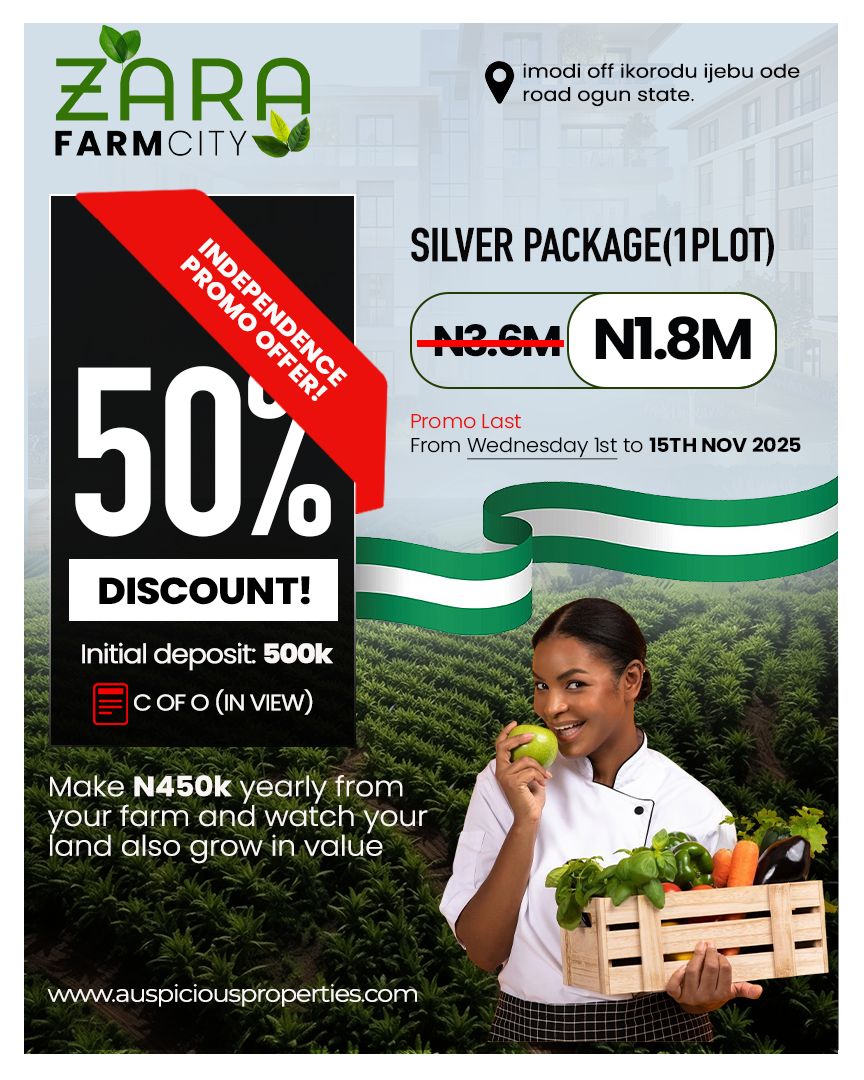 ZARA
FARMCITY
imodi off ikorodu ijebu ode
road ogun state.
INDEPENDENCE
PROMO OFFER!
50%
DISCOUNT!
Initial deposit: 500k
C OF O (IN VIEW)
SILVER PACKAGE(1PLOT)
N3.6M N1.8M
Promo Last
From Wednesday 1st to 15TH NOV 2025
Make N450k yearly from
your farm and watch your
land also grow in value
www.auspiciousproperties.com